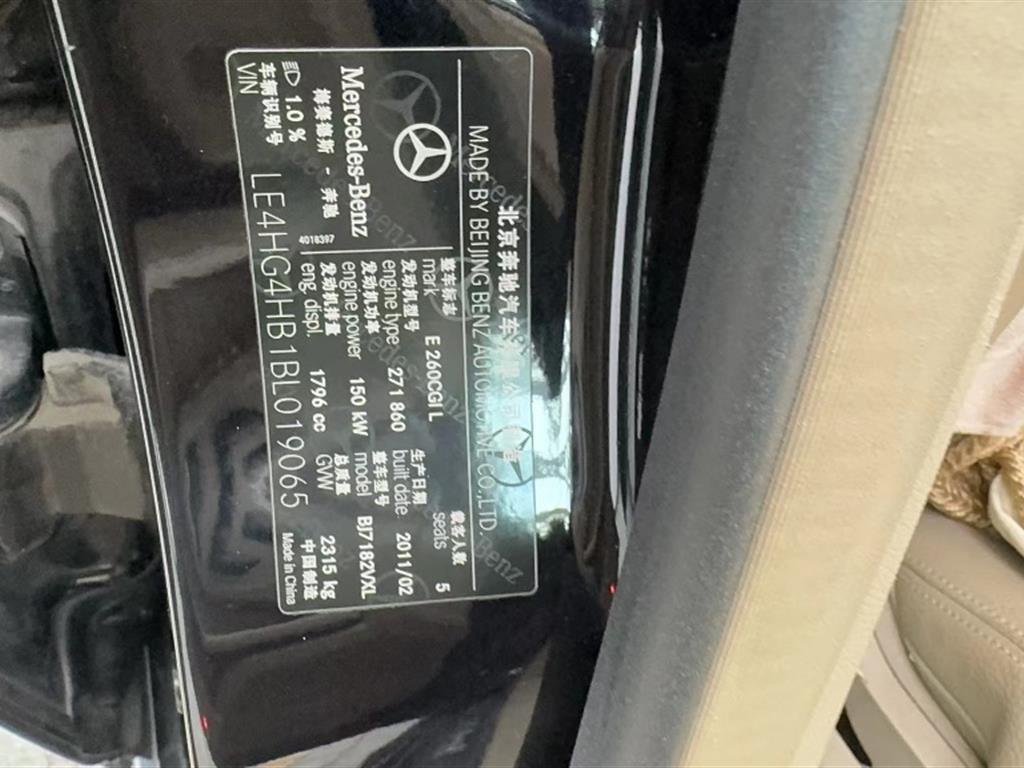 北京奔驰汽车有限公司制造
MADE BY BEIJING BENZ AUTOMOTIVE CO.,LTD.
Mercedes-Benz
梅赛德斯 - 奔驰
1.0 %
4018397
整车标志
mark E 260CGI L
载客人数
seats 5
发动机型号
engine type: 271 860
生产日期
built date: 2011/02
发动机功率
engine power 150 kW
整车型号
model BJ7182VXL
发动机排量
eng. displ. 1796 cc
总质量
GVW 2315 kg
车辆识别号
VIN LE4HG4HB1BL019065
中国制造
Made in China